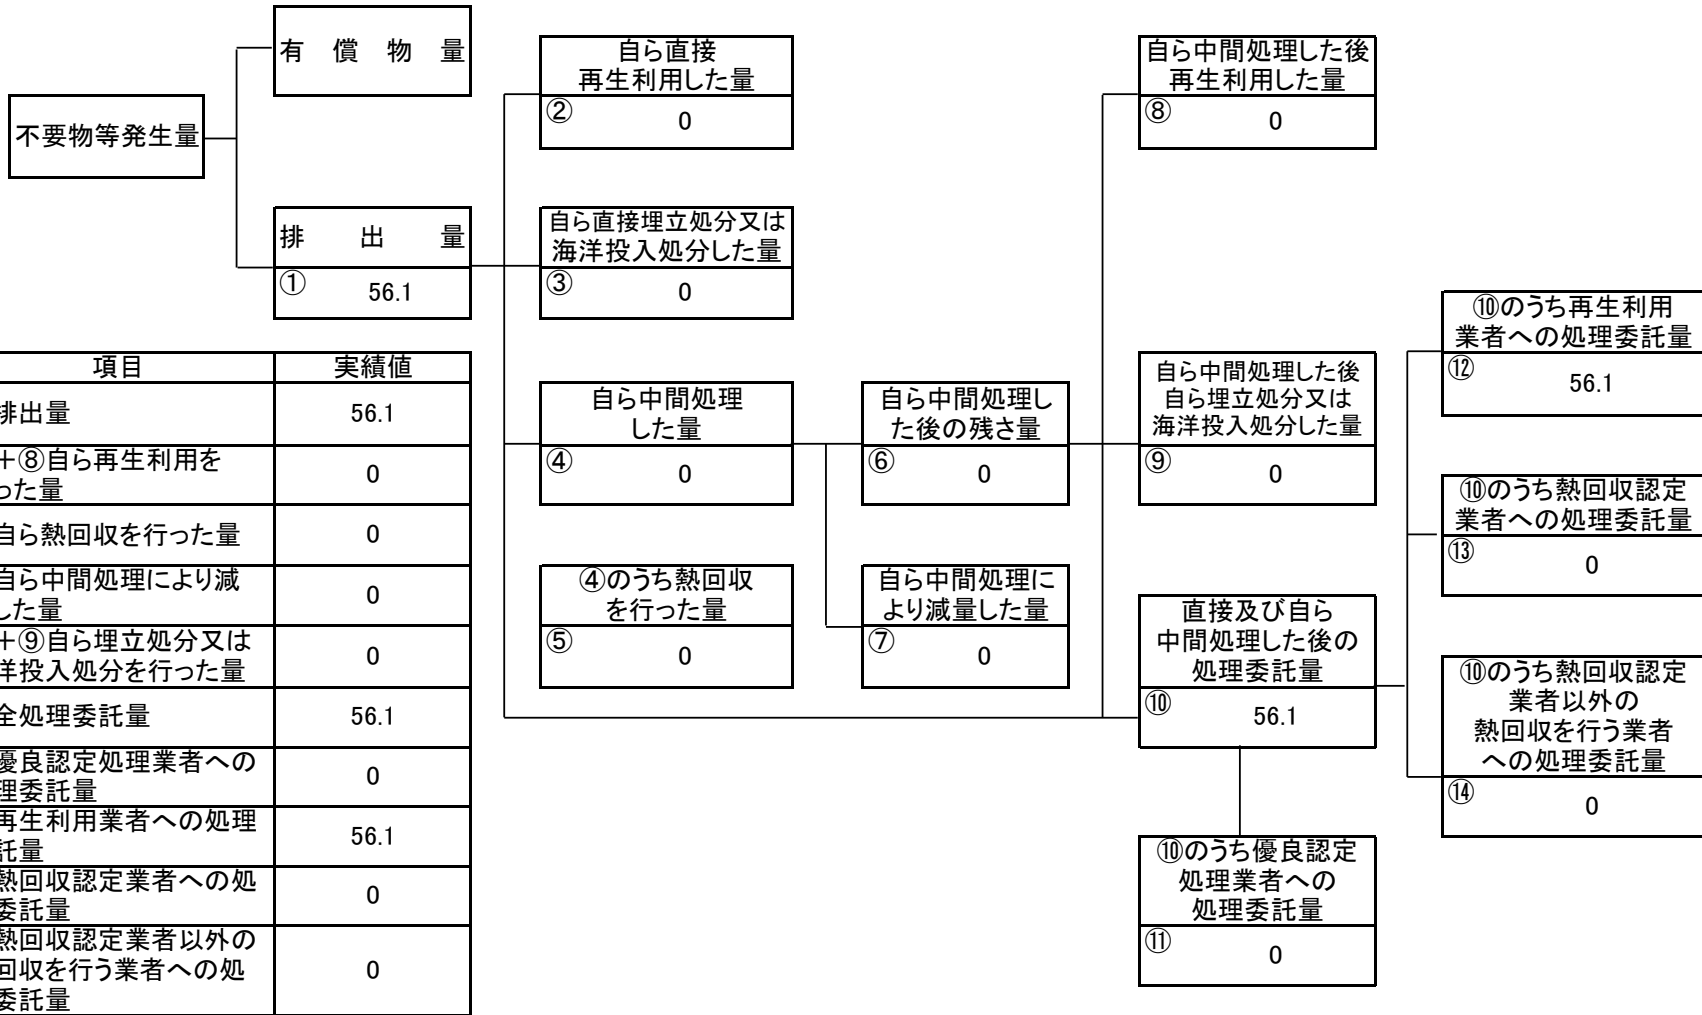 有償物量
不要物等発生量
排出量
①
56.1
自ら直接
再生利用した量
②
0
自ら直接埋立処分又は
海洋投入処分した量
③
0
自ら中間処理
した量
④
0
④のうち熱回収
を行った量
⑤
0
自ら中間処理し
た後の残さ量
⑥
0
自ら中間処理に
より減量した量
⑦
0
自ら中間処理した後
再生利用した量
⑧
0
自ら中間処理した後
自ら埋立処分又は
海洋投入処分した量
⑨
0
直接及び自ら
中間処理した後の
処理委託量
⑩
56.1
⑩のうち優良認定
処理業者への
処理委託量
⑪
0
⑩のうち再生利用
業者への処理委託量
⑫
56.1
⑩のうち熱回収認定
業者への処理委託量
⑬
0
⑩のうち熱回収認定
業者以外の
熱回収を行う業者
への処理委託量
⑭
0
項目 実績値
排出量 56.1
+⑧自ら再生利用を
った量 0
自ら熱回収を行った量 0
自ら中間処理により減
した量 0
+⑨自ら埋立処分又は
洋投入処分を行った量 0
全処理委託量 56.1
優良認定処理業者への
理委託量 0
再生利用業者への処理
託量 56.1
熱回収認定業者への処
委託量 0
熱回収認定業者以外の
回収を行う業者への処
委託量 0